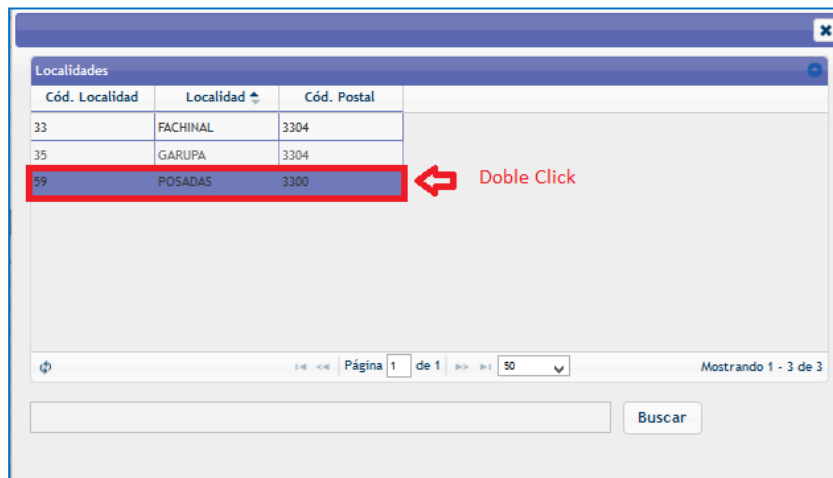 Localidades
Cód. Localidad Localidad Cód. Postal
33 FACHINAL 3304
35 GARUPA 3304
59 POSADAS 3300
Doble Click
Página 1 de 1 50 Mostrando 1 - 3 de 3
Buscar